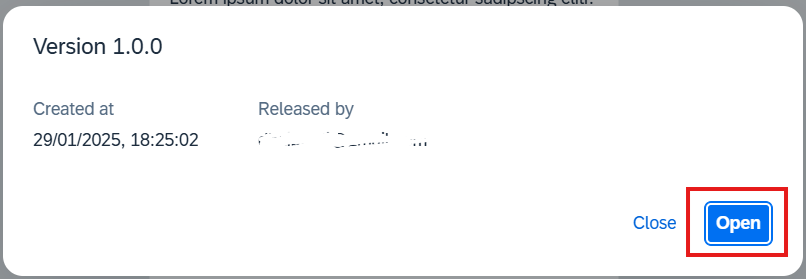 Lorem ipsum dolor sit amet, consetetur sadipscing elitr.
Version 1.0.0
Created at
Released by
29/01/2025, 18:25:02
Close
Open